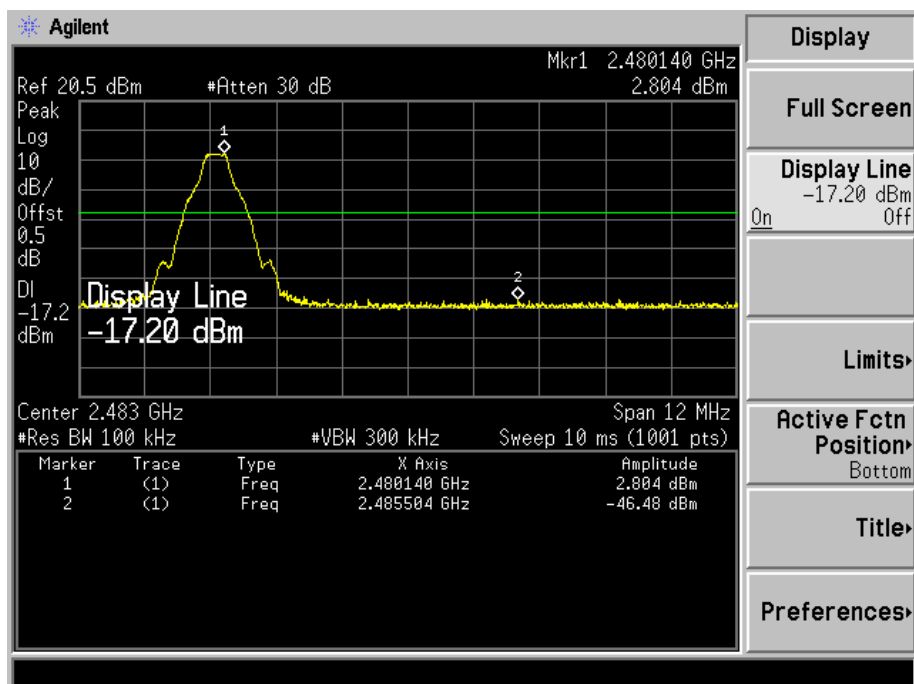 Agilent
Display
Mkr1 2.480140 GHz
Ref 20.5 dBm #Atten 30 dB 2.804 dBm
Peak
Log
10
dB/
Offst
0.5
dB
DI
-17.2
dBm
1
2
Display Line
-17.20 dBm
Center 2.483 GHz Span 12 MHz
#Res BW 100 kHz #VBW 300 kHz Sweep 10 ms (1001 pts)
Marker Trace Type X Axis Amplitude
1 (1) Freq 2.480140 GHz 2.804 dBm
2 (1) Freq 2.485504 GHz -46.48 dBm
Full Screen
Display Line
-17.20 dBm
On Off
Limits
Active Fctn
Position
Bottom
Title
Preferences